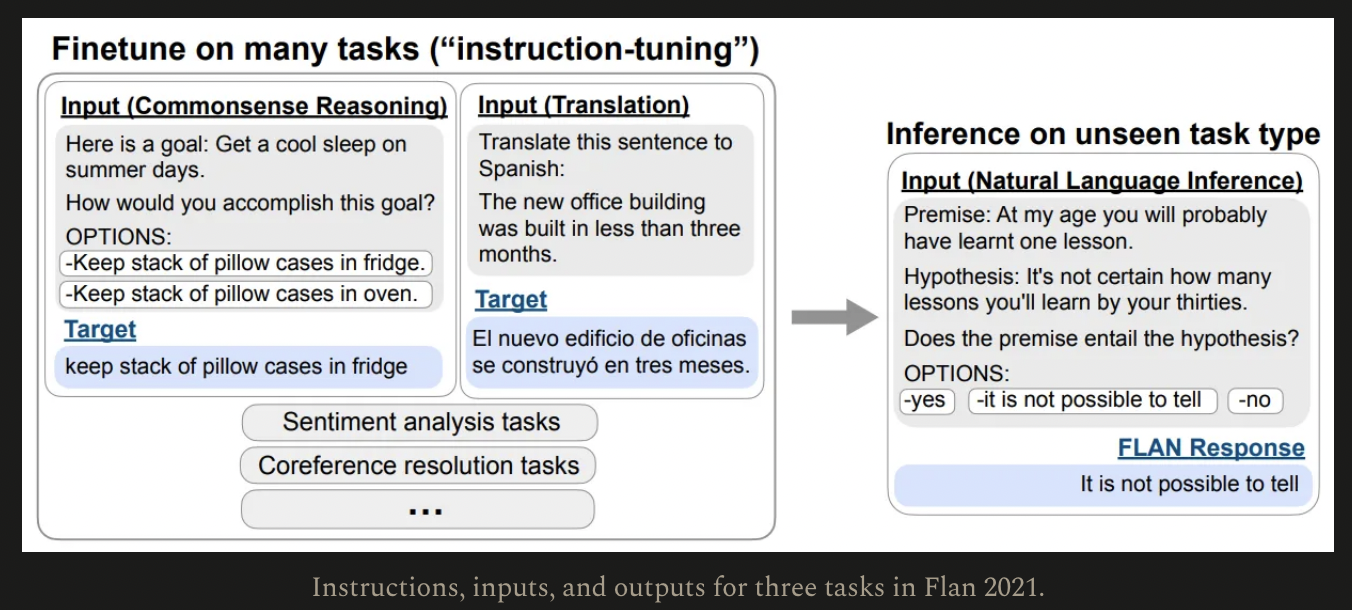 Finetune on many tasks (“instruction-tuning”)
Input (Commonsense Reasoning)
Here is a goal: Get a cool sleep on
summer days.
How would you accomplish this goal?
OPTIONS:
-Keep stack of pillow cases in fridge.
-Keep stack of pillow cases in oven.
Target
keep stack of pillow cases in fridge
Input (Translation)
Translate this sentence to
Spanish:
The new office building
was built in less than three
months.
Target
El nuevo edificio de oficinas
se construyó en tres meses.
Sentiment analysis tasks
Coreference resolution tasks
...
Inference on unseen task type
Input (Natural Language Inference)
Premise: At my age you will probably
have learnt one lesson.
Hypothesis: It's not certain how many
lessons you'll learn by your thirties.
Does the premise entail the hypothesis?
OPTIONS:
-yes -it is not possible to tell -no
FLAN Response
It is not possible to tell
Instructions, inputs, and outputs for three tasks in Flan 2021.